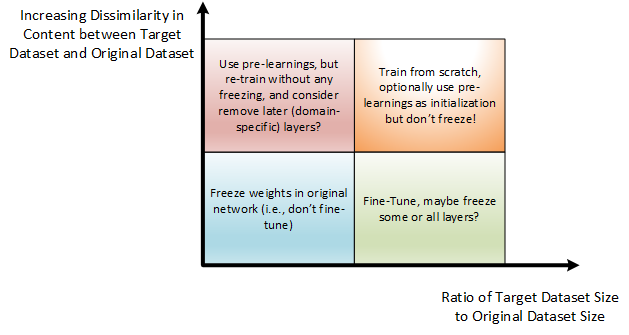 Increasing Dissimilarity in
Content between Target
Dataset and Original Dataset
Use pre-learnings, but
re-train without any
freezing, and consider
remove later (domain-
specific) layers?
Train from scratch,
optionally use pre-
learnings as initialization
but don't freeze!
Freeze weights in original
network (i.e., don't fine-
tune)
Fine-Tune, maybe freeze
some or all layers?
Ratio of Target Dataset Size
to Original Dataset Size